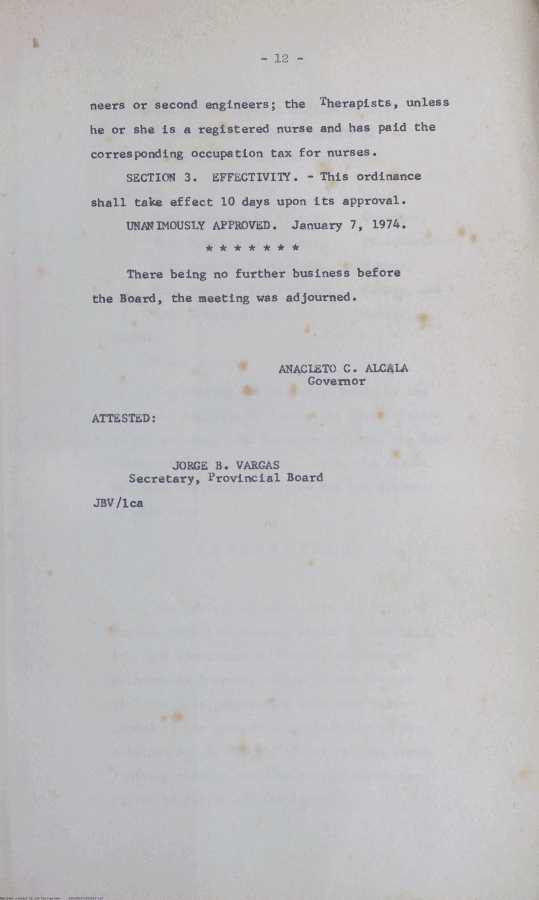 - 12 -
neers or second engineers; the Therapists, unless
he or she is a registered nurse and has paid the
corresponding occupation tax for nurses.
SECTION 3. EFFECTIVITY. - This ordinance
shall take effect 10 days upon its approval.
UNANIMOUSLY APPROVED. January 7, 1974.
* * * * * * *
There being no further business before
the Board, the meeting was adjourned.
ANACLETO C. ALCALA
Governor
ATTESTED:
JORGE B. VARGAS
Secretary, Provincial Board
JBV/lca